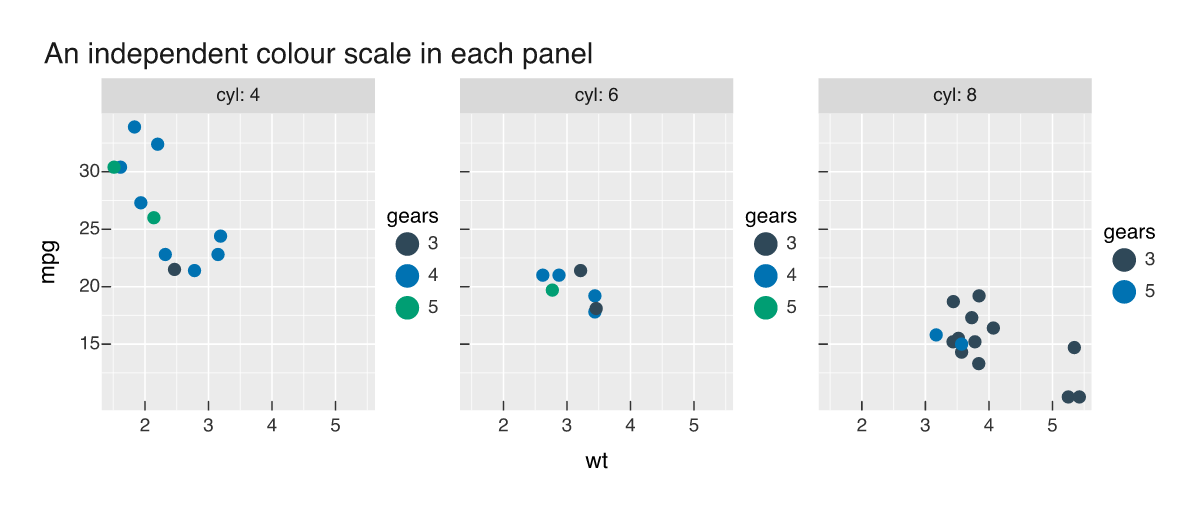 An independent colour scale in each panel
cyl: 4
cyl: 6
cyl: 8
mpg
30
25
20
15
2 3 4 5
gears
3
4
5
2 3 4 5
gears
3
4
5
2 3 4 5
gears
3
5
wt